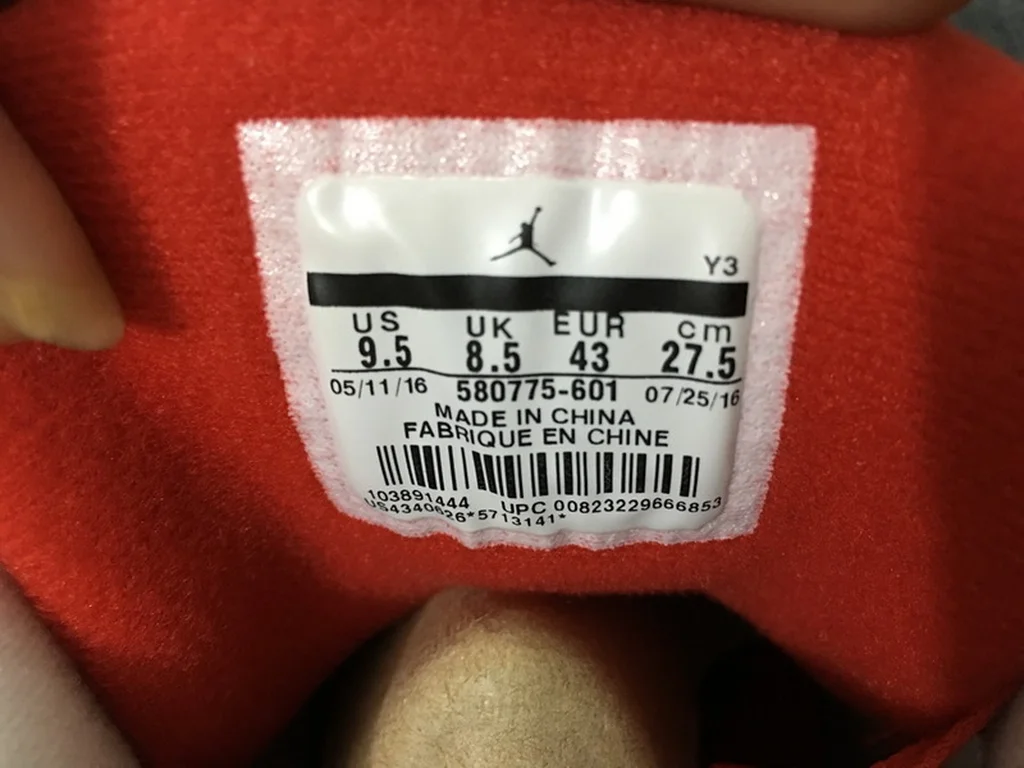 Y3
US UK EUR cm
9.5 8.5 43 27.5
05/11/16 580775-601 07/25/16
MADE IN CHINA
FABRIQUE EN CHINE
103891444 UPC 00823229666853
US4340626*5713141*